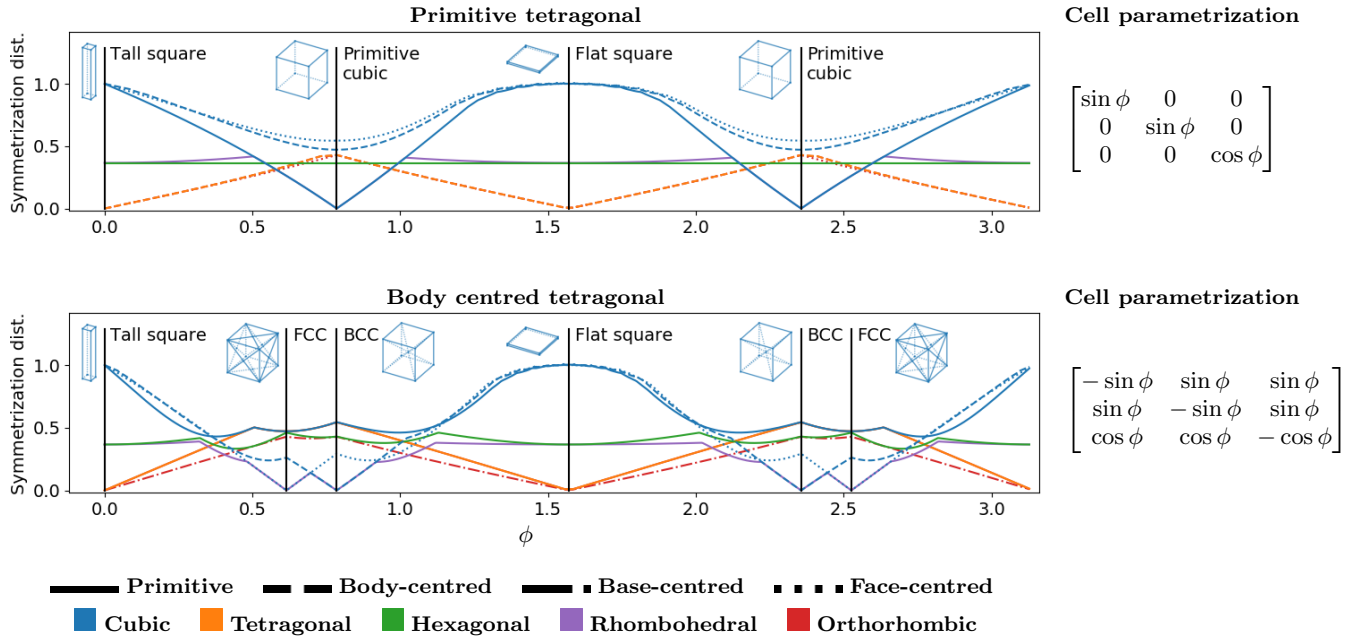 Primitive tetragonal
Cell parametrization
Symmetrization dist.
1.0
0.5
0.0
Tall square
Primitive
cubic
Flat square
Primitive
cubic
0.0 0.5 1.0 1.5 2.0 2.5 3.0
sin ϕ 0 0
0 sin ϕ 0
0 0 cos ϕ
Body centred tetragonal
Cell parametrization
Symmetrization dist.
1.0
0.5
0.0
Tall square
FCC
BCC
Flat square
BCC
FCC
0.0 0.5 1.0 1.5 2.0 2.5 3.0
ϕ
− sin ϕ sin ϕ sin ϕ
sin ϕ − sin ϕ sin ϕ
cos ϕ cos ϕ − cos ϕ
Primitive Body-centred Base-centred Face-centred
Cubic Tetragonal Hexagonal Rhombohedral Orthorhombic